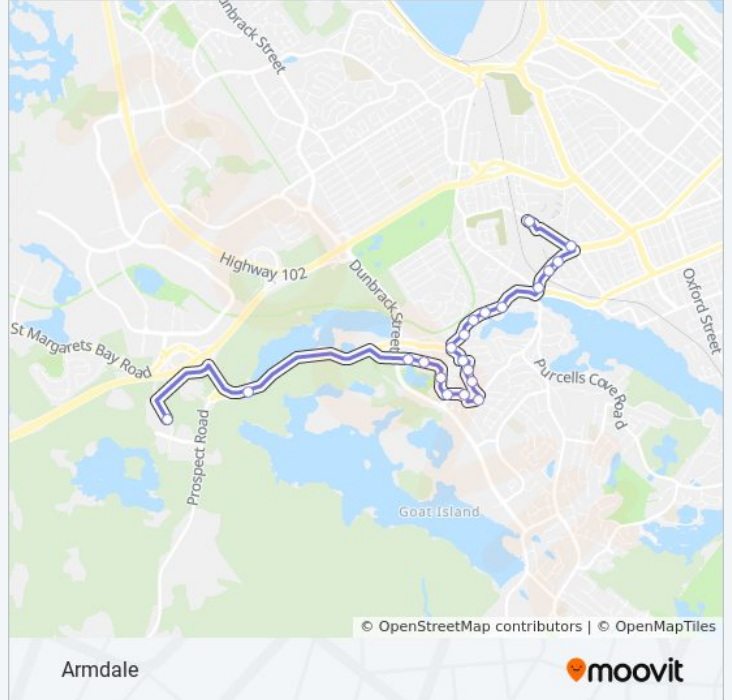 unbrack Street
Highway 102
Dunbrack Street
Oxford Street
St Margarets Bay Road
Purcells Cove Road
Prospect Road
Goat Island
© OpenStreetMap contributors | © OpenMapTiles
Armdale
moovit